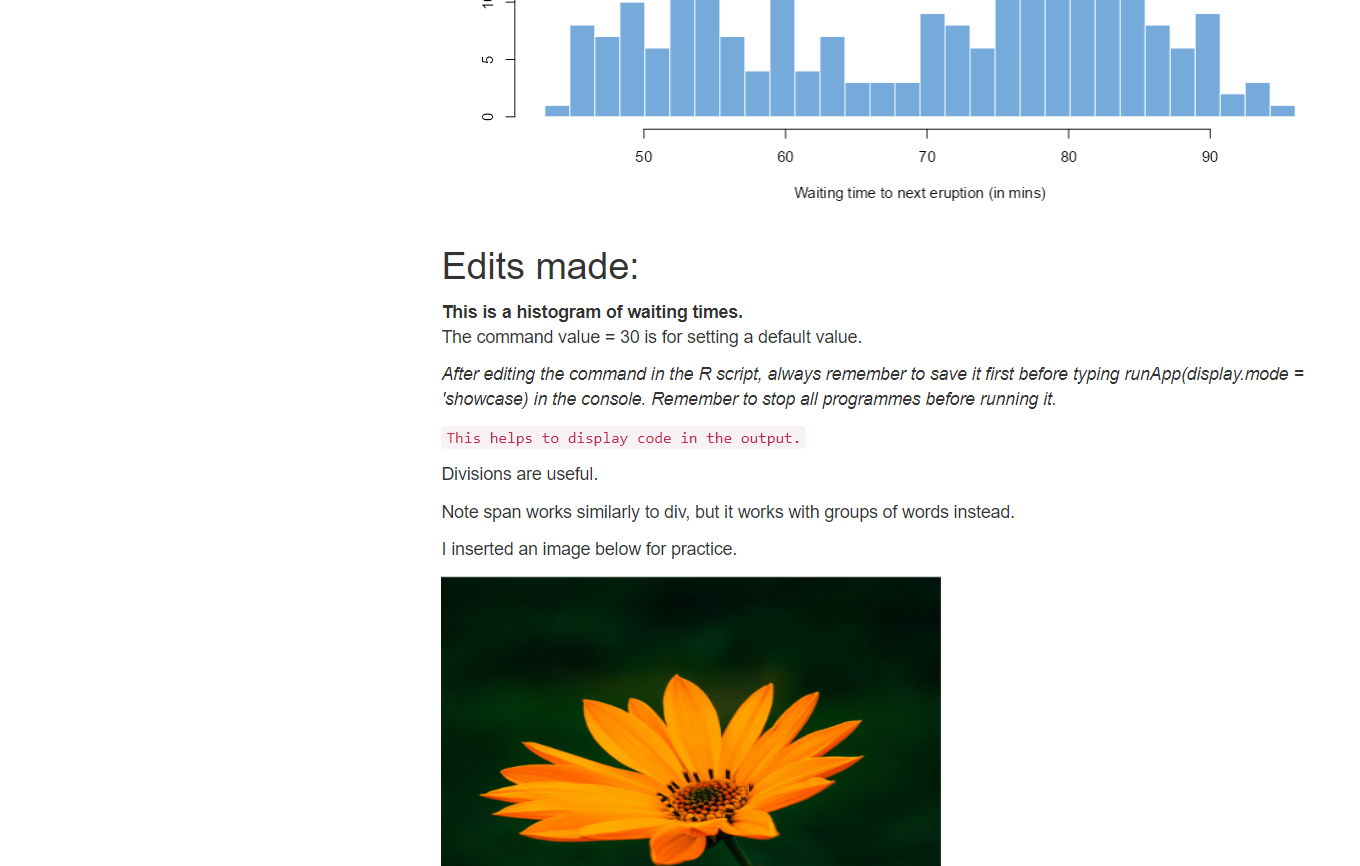 5
0
50 60 70 80 90
Waiting time to next eruption (in mins)
Edits made:
This is a histogram of waiting times.
The command value = 30 is for setting a default value.
After editing the command in the R script, always remember to save it first before typing runApp(display.mode =
'showcase) in the console. Remember to stop all programmes before running it.
This helps to display code in the output.
Divisions are useful.
Note span works similarly to div, but it works with groups of words instead.
I inserted an image below for practice.